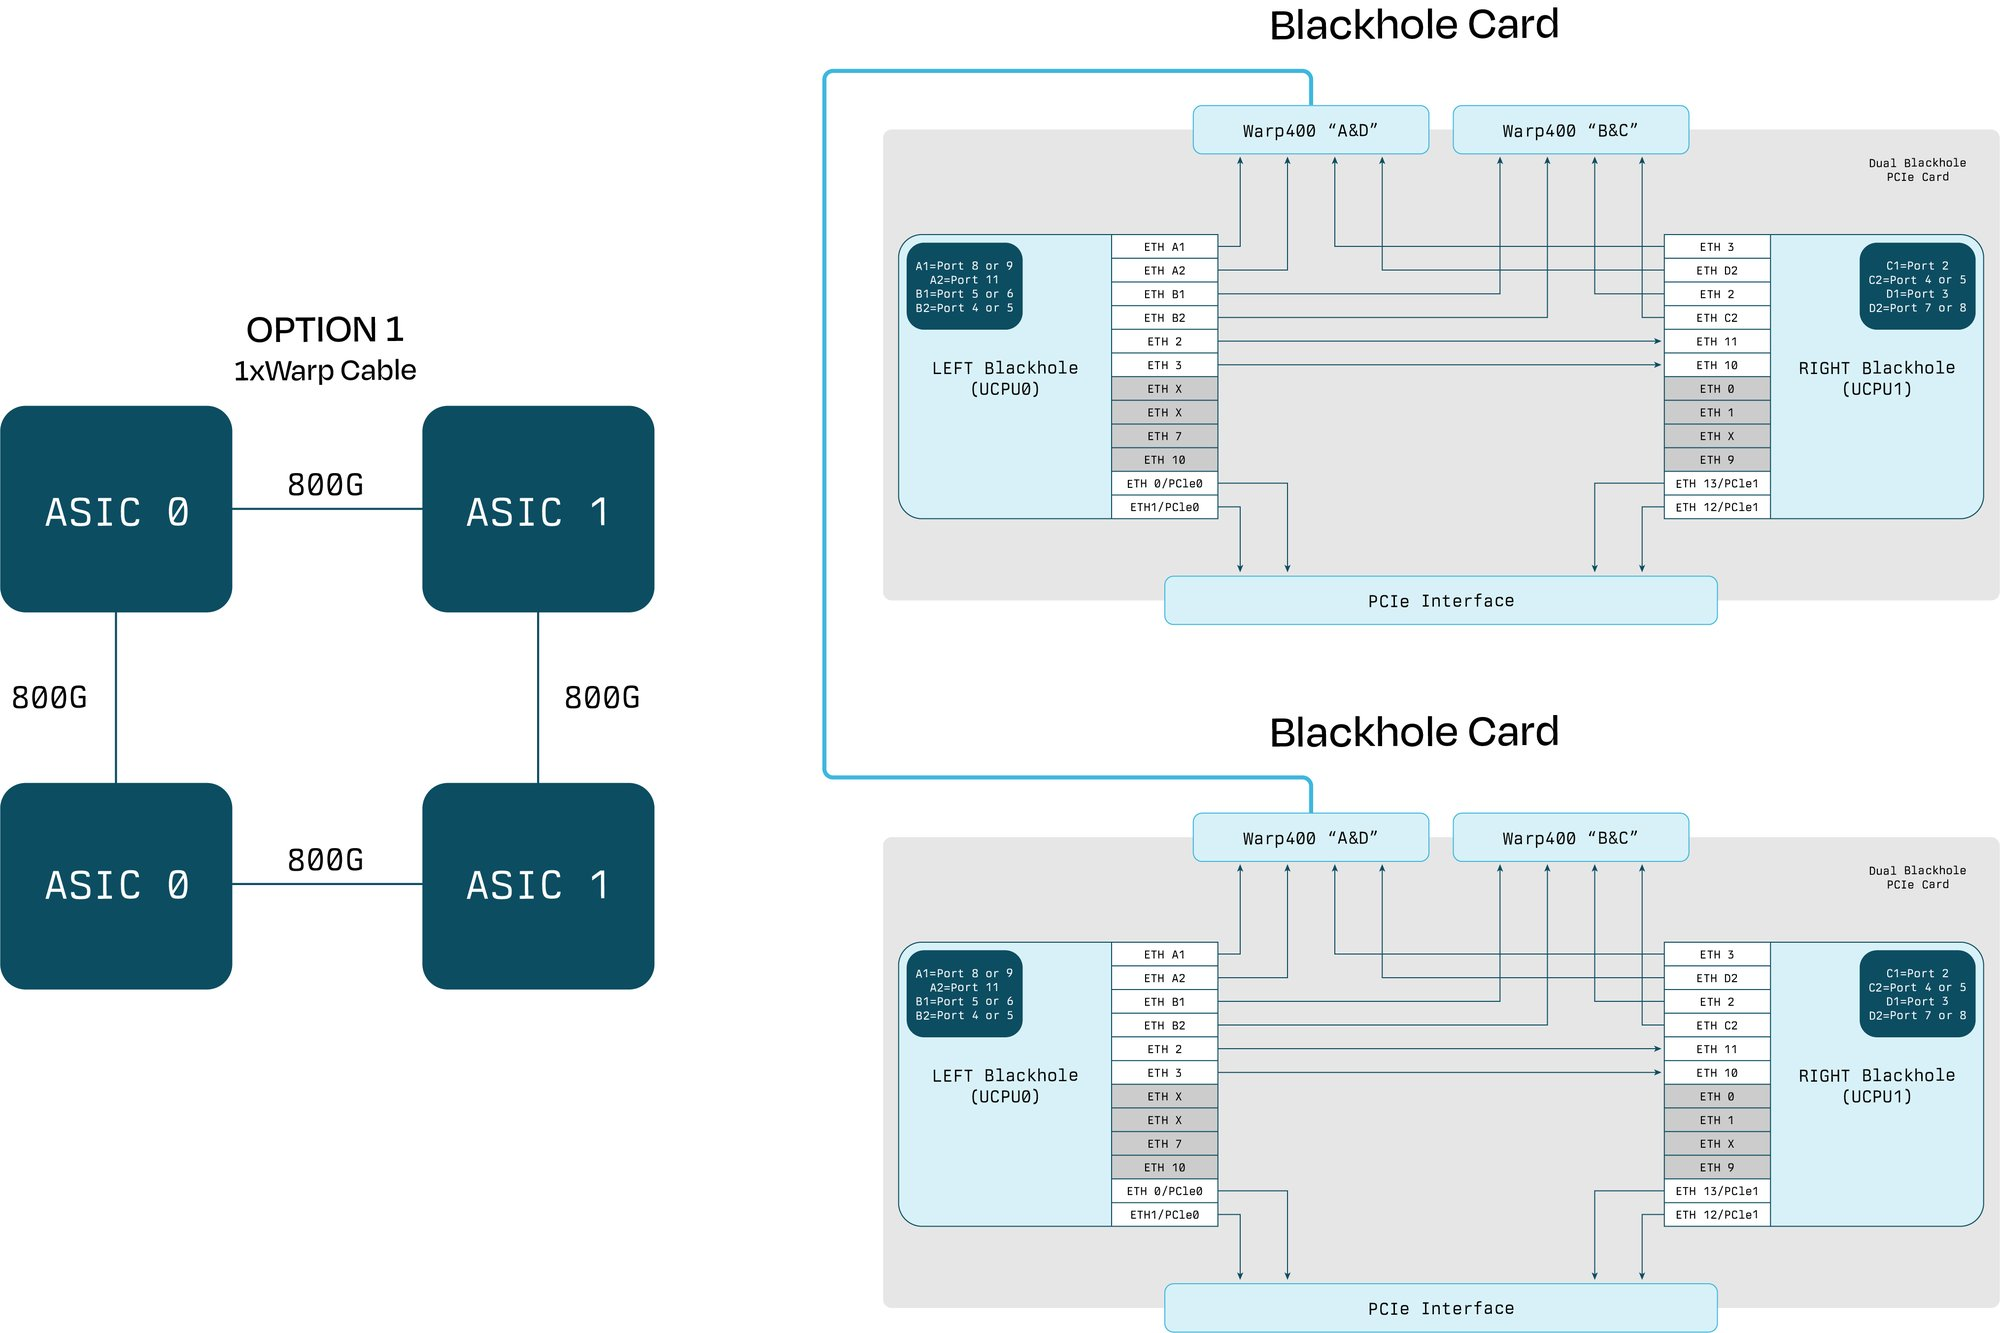 OPTION 1
1xWarp Cable
ASIC 0
800G
ASIC 1
800G
800G
ASIC 0
800G
ASIC 1
Blackhole Card
Warp400 “A&D”
Warp400 “B&C”
Dual Blackhole
PCIe Card
A1=Port 8 or 9
A2=Port 11
B1=Port 5 or 6
B2=Port 4 or 5
LEFT Blackhole
(UCPU0)
ETH A1
ETH A2
ETH B1
ETH B2
ETH 2
ETH 3
ETH X
ETH X
ETH 7
ETH 10
ETH 0/PCle0
ETH1/PCle0
ETH 3
ETH D2
ETH 2
ETH C2
ETH 11
ETH 10
ETH 0
ETH 1
ETH X
ETH 9
ETH 13/PCle1
ETH 12/PCle1
C1=Port 2
C2=Port 4 or 5
D1=Port 3
D2=Port 7 or 8
RIGHT Blackhole
(UCPU1)
PCIe Interface
Blackhole Card
Warp400 “A&D”
Warp400 “B&C”
Dual Blackhole
PCIe Card
A1=Port 8 or 9
A2=Port 11
B1=Port 5 or 6
B2=Port 4 or 5
LEFT Blackhole
(UCPU0)
ETH A1
ETH A2
ETH B1
ETH B2
ETH 2
ETH 3
ETH X
ETH X
ETH 7
ETH 10
ETH 0/PCle0
ETH1/PCle0
ETH 3
ETH D2
ETH 2
ETH C2
ETH 11
ETH 10
ETH 0
ETH 1
ETH X
ETH 9
ETH 13/PCle1
ETH 12/PCle1
C1=Port 2
C2=Port 4 or 5
D1=Port 3
D2=Port 7 or 8
RIGHT Blackhole
(UCPU1)
PCIe Interface